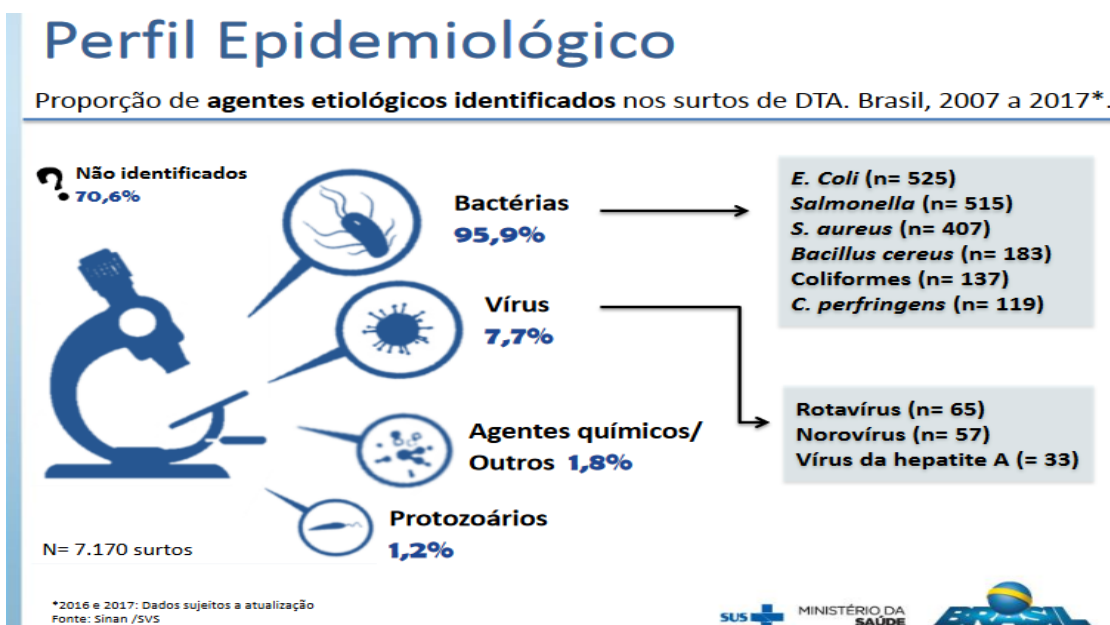 Perfil Epidemiológico
Proporção de agentes etiológicos identificados nos surtos de DTA. Brasil, 2007 a 2017*.
? Não identificados
70,6%
Bactérias
95,9%
E. Coli (n= 525)
Salmonella (n= 515)
S. aureus (n= 407)
Bacillus cereus (n= 183)
Coliformes (n= 137)
C. perfringens (n= 119)
Vírus
7,7%
Rotavírus (n= 65)
Norovírus (n= 57)
Vírus da hepatite A (= 33)
Agentes químicos/
Outros 1,8%
Protozoários
1,2%
N= 7.170 surtos
*2016 e 2017: Dados sujeitos a atualização
Fonte: Sinan /SVS
SUS
MINISTÉRIO DA
SAÚDE
BRASIL